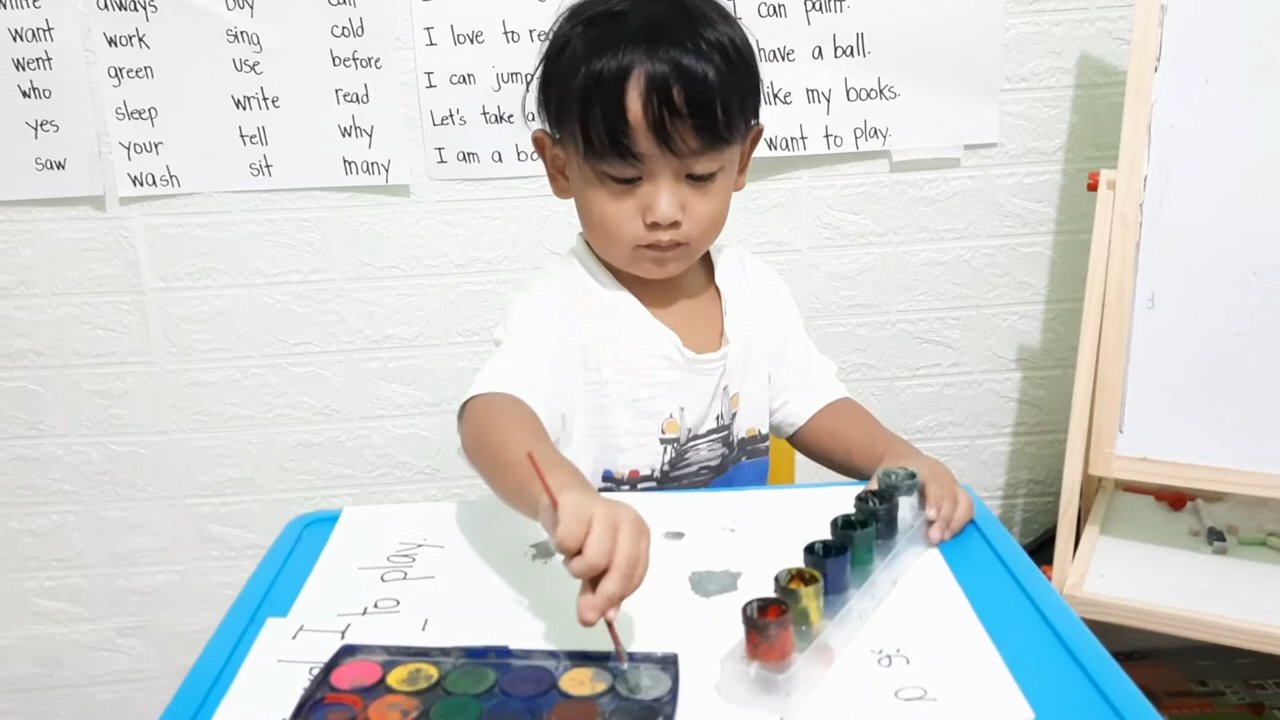 want
went
who
yes
saw
always buy call
work sing cold
green use before
sleep write read
your tell why
wash sit many
I love to
I can jump
Let's take a
I am a
can paint.
have a ball.
like my books.
want to play.
I
to play.